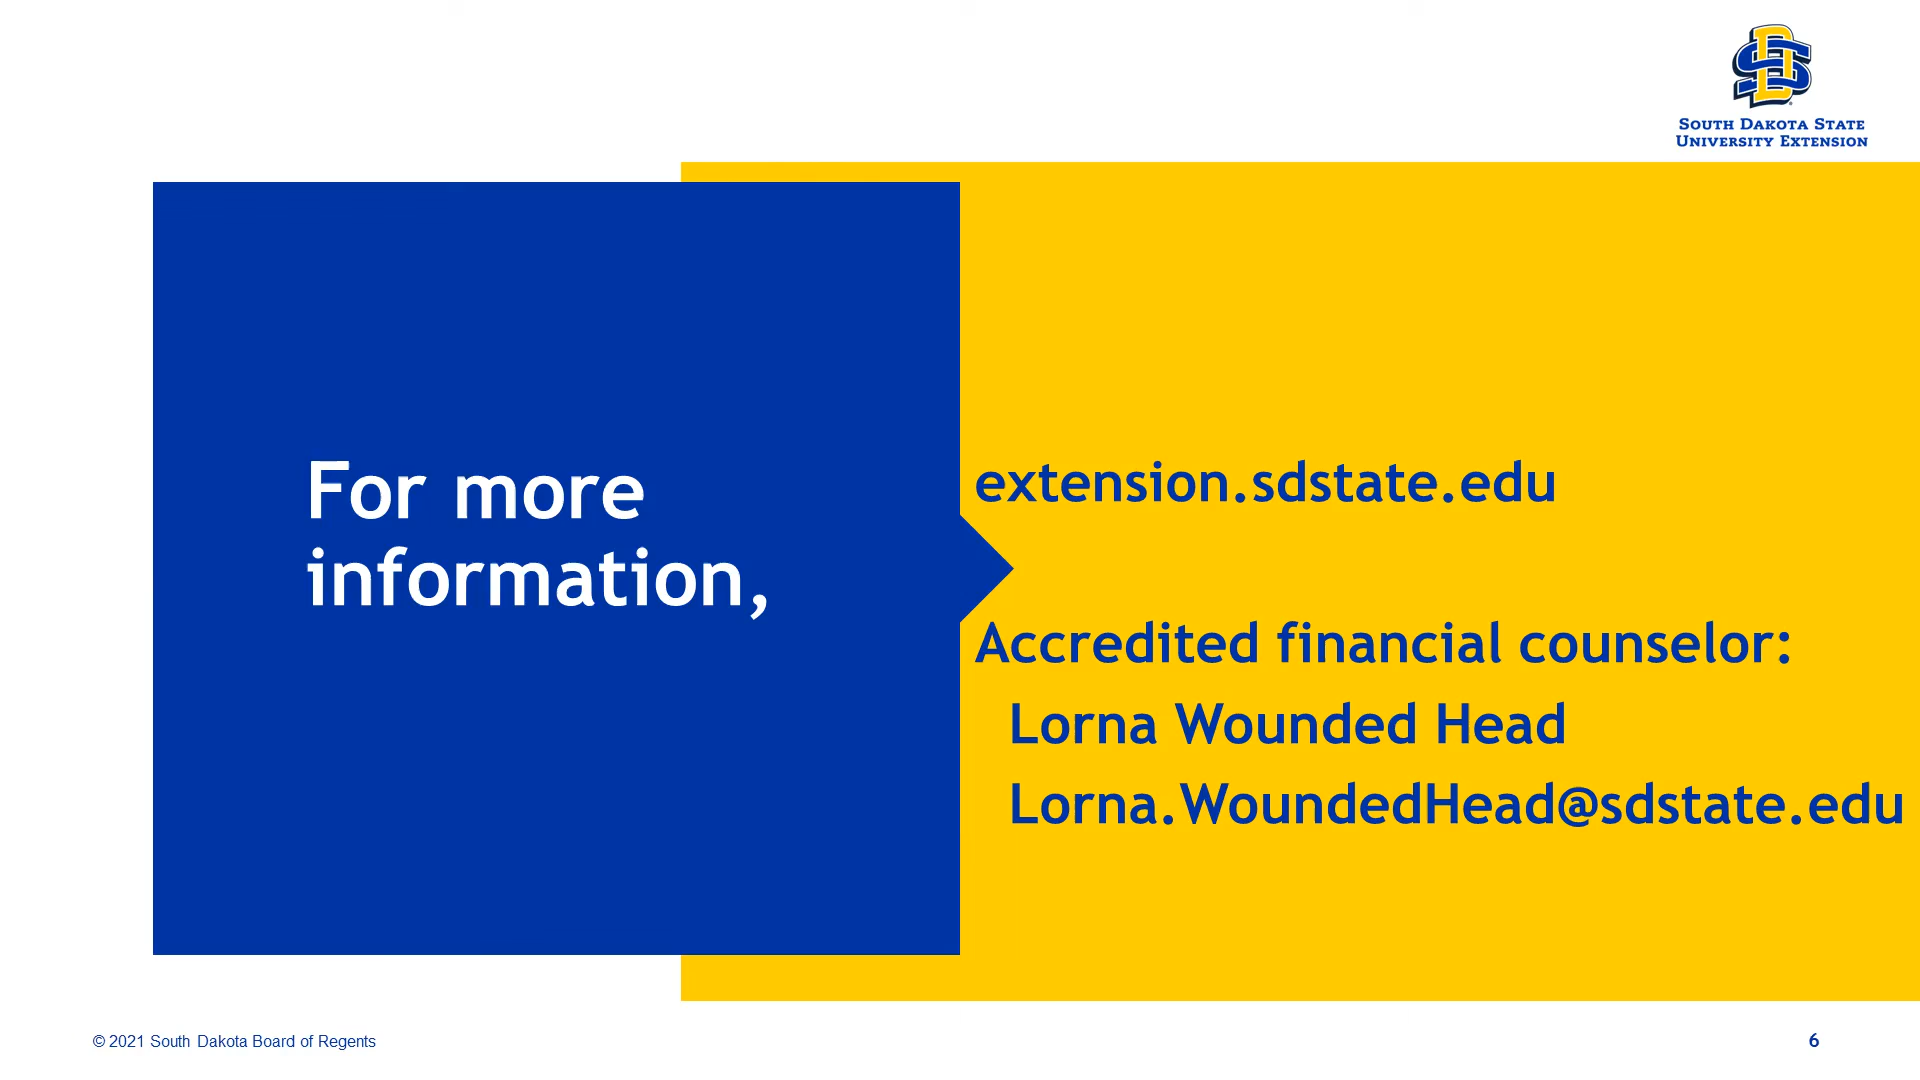 SD
SOUTH DAKOTA STATE
UNIVERSITY EXTENSION
For more
information,
extension.sdstate.edu
Accredited financial counselor:
Lorna Wounded Head
Lorna.WoundedHead@sdstate.edu
© 2021 South Dakota Board of Regents
6